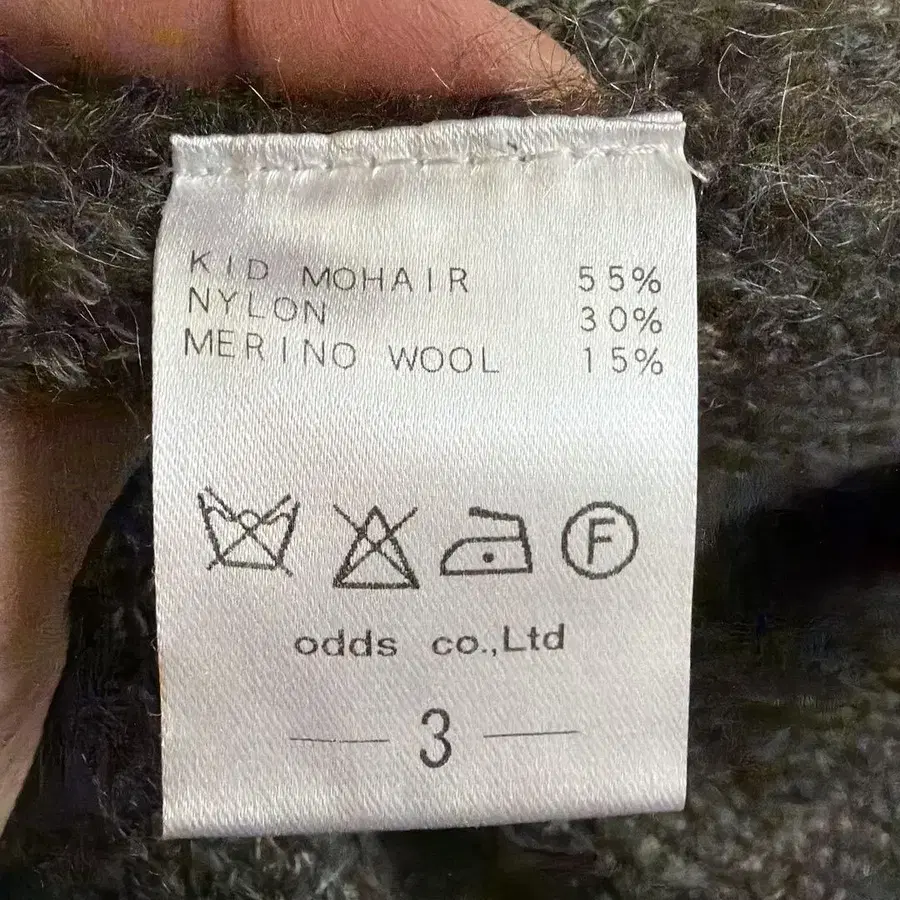 KID MOHAIR 55%
NYLON 30%
MERINO WOOL 15%
F
odds co.,Ltd
3